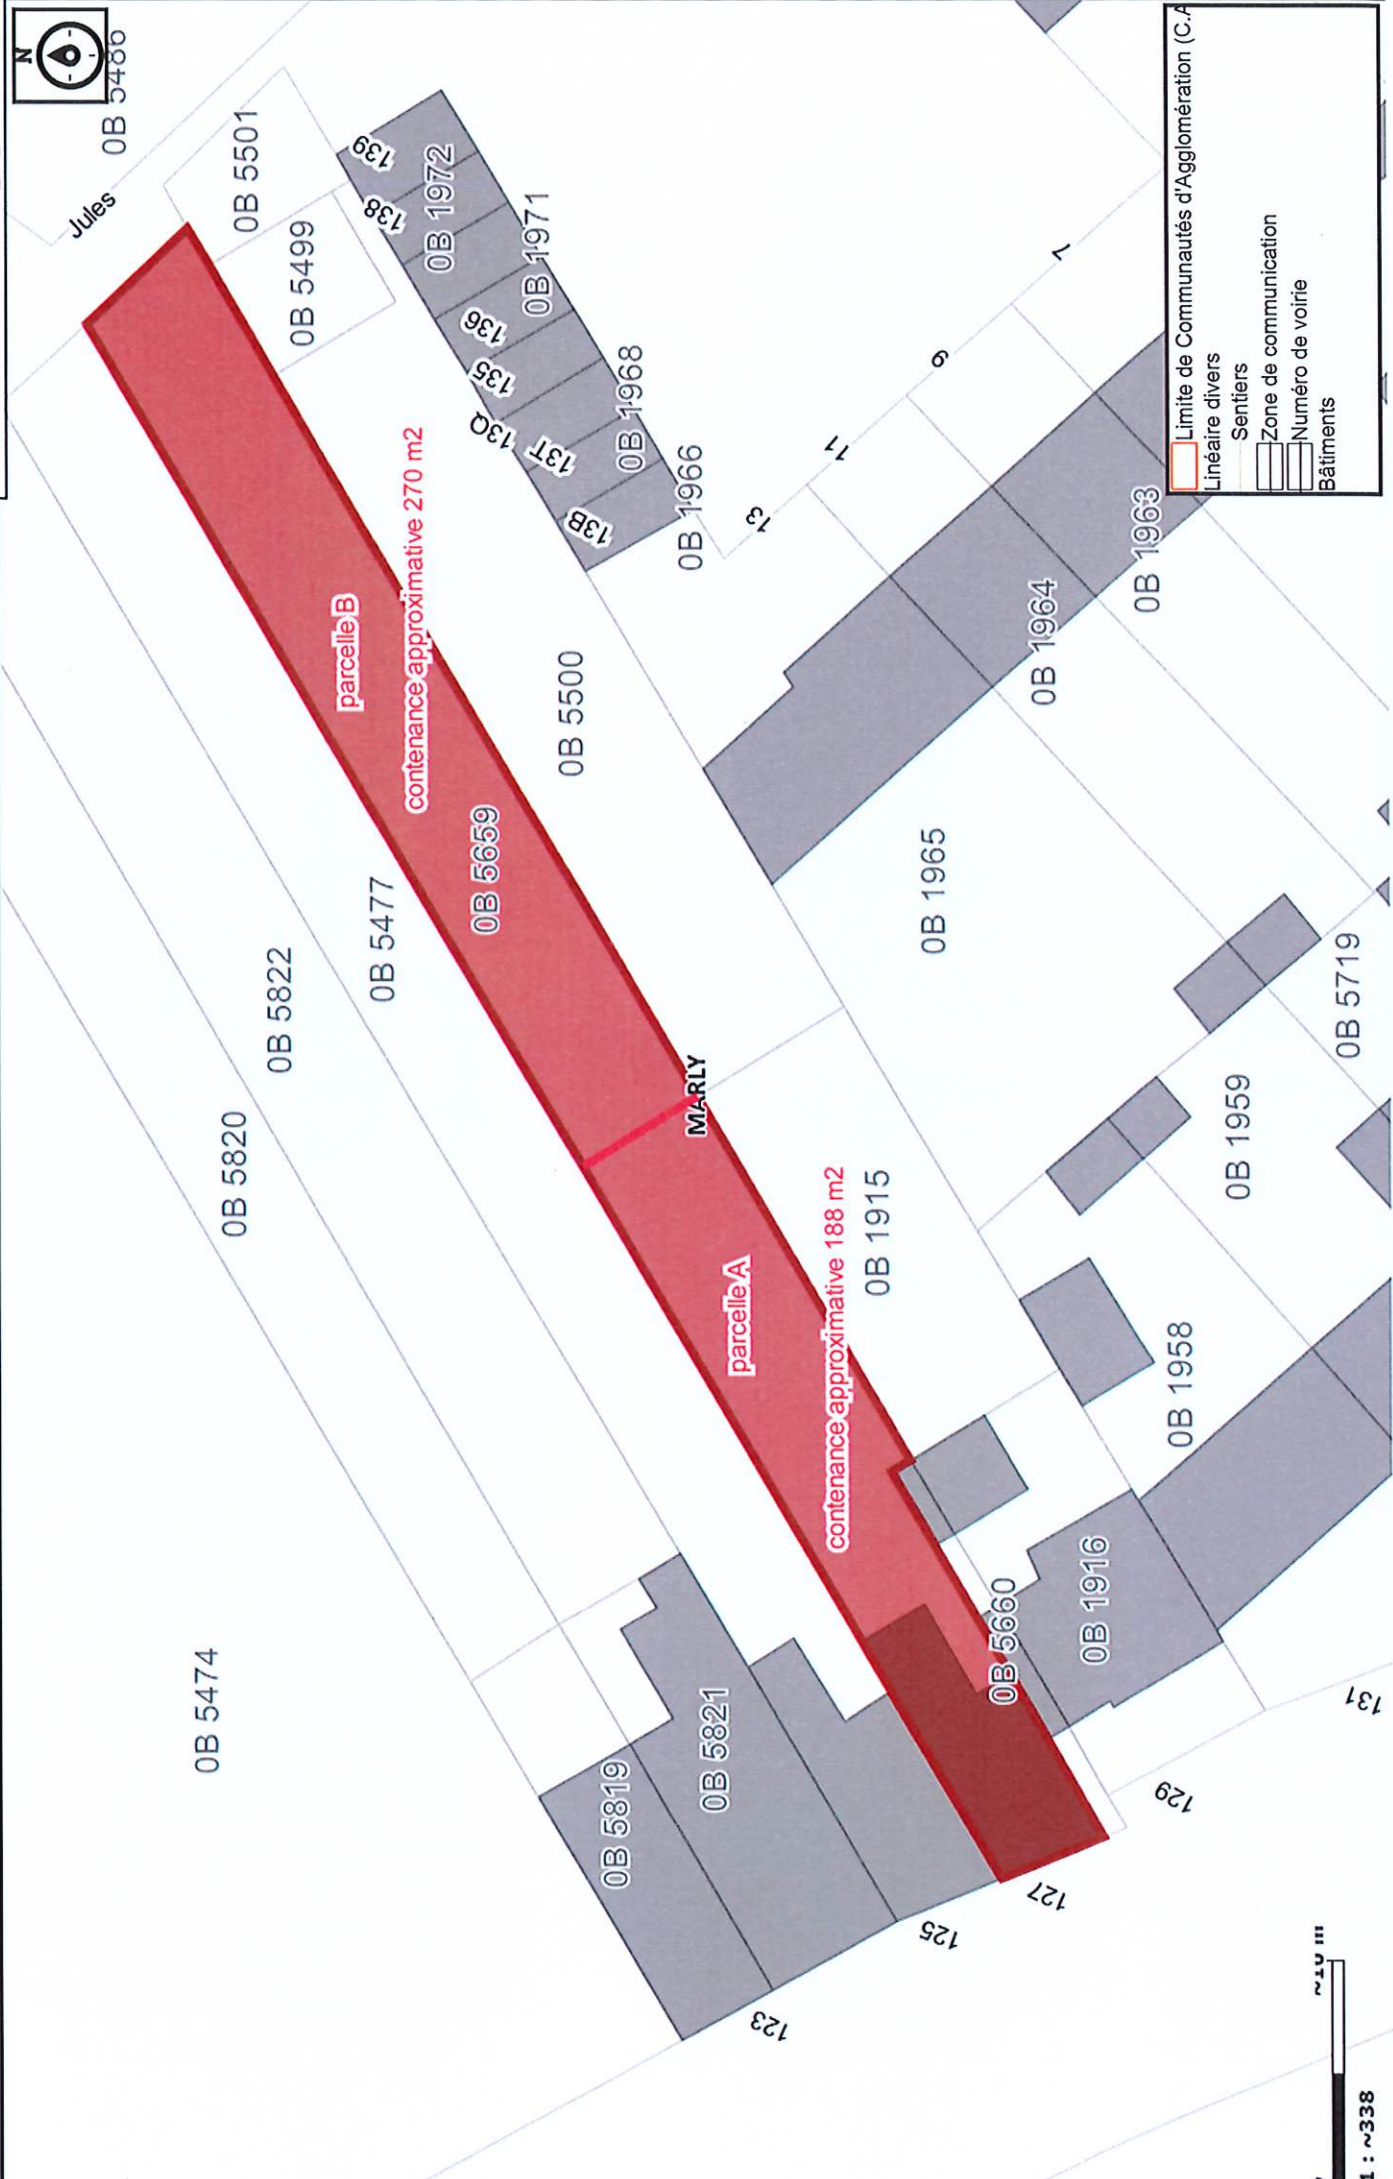 N
0B 5486
Jules
0B 5501
0B 5499
139
138
0B 1972
0B 1971
136
135
13Q
13T
13B
0B 1968
0B 1966
7
9
11
13
parcelle B
contenance approximative 270 m2
0B 5659
0B 5500
0B 5477
0B 5822
0B 5820
0B 5474
0B 1963
0B 1964
0B 1965
MARLY
parcelle A
contenance approximative 188 m2
0B 1915
0B 5719
0B 1959
0B 1958
0B 5660
0B 1916
0B 5821
0B 5819
123
125
127
129
131
Limite de Communautés d'Agglomération (C.A
Linéaire divers
Sentiers
Zone de communication
Numéro de voirie
Bâtiments
~10 m
1 : ~338